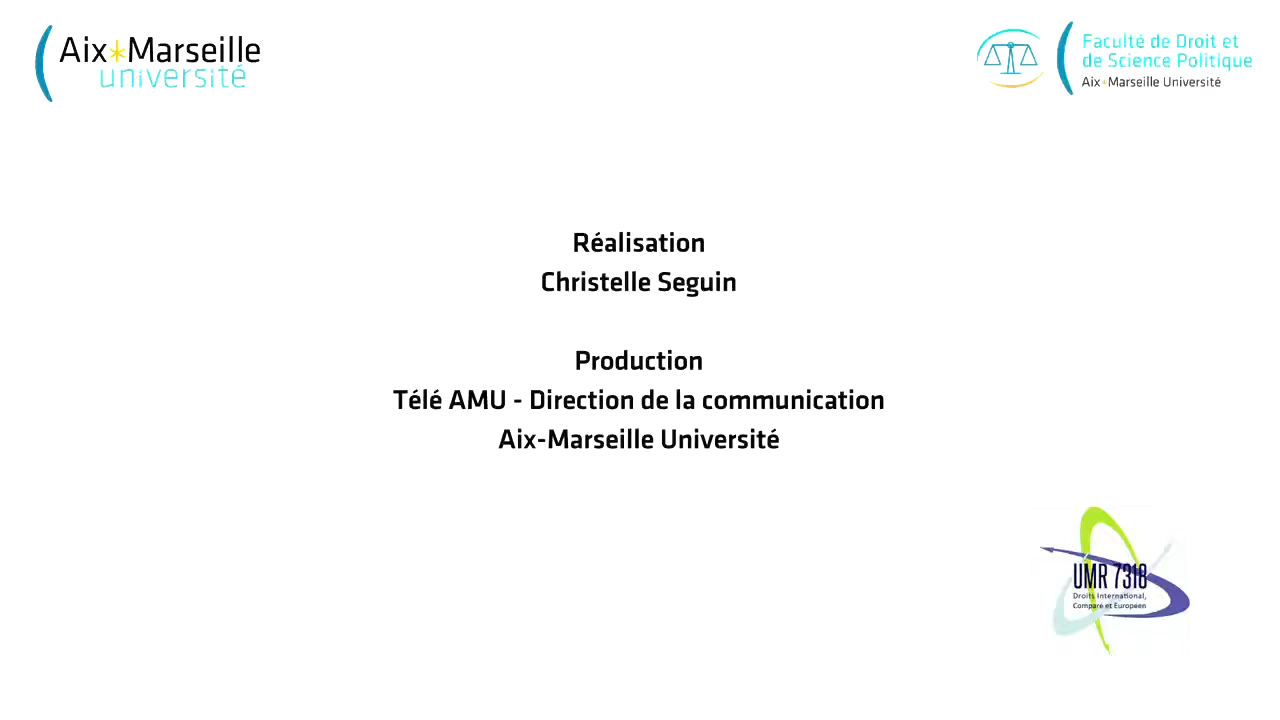 Aix*Marseille
université
Faculté de Droit et
de Science Politique
Aix*Marseille Université
Réalisation
Christelle Seguin
Production
Télé AMU - Direction de la communication
Aix-Marseille Université
UMR 7318
Droits International,
Comparé et Européen